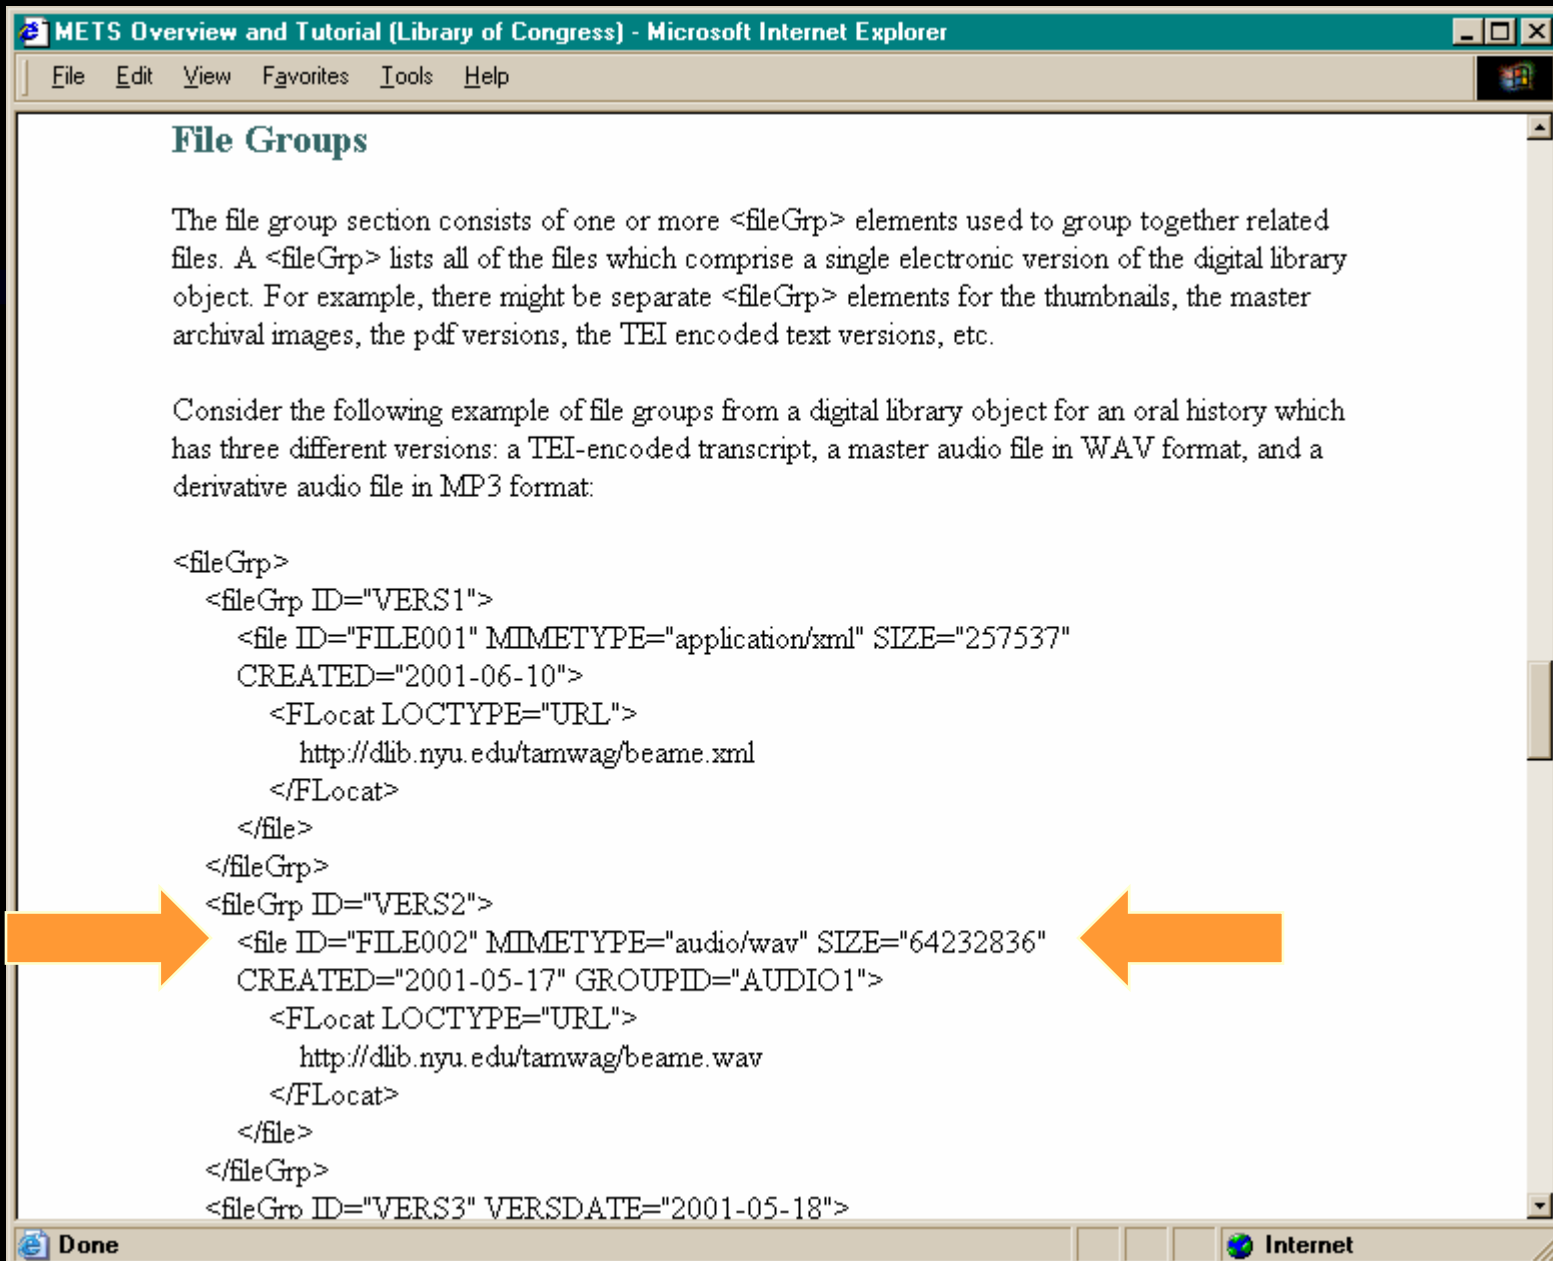 METS Overview and Tutorial (Library of Congress) - Microsoft Internet Explorer
File Edit View Favorites Tools Help
File Groups
The file group section consists of one or more <fileGrp> elements used to group together related
files. A <fileGrp> lists all of the files which comprise a single electronic version of the digital library
object. For example, there might be separate <fileGrp> elements for the thumbnails, the master
archival images, the pdf versions, the TEI encoded text versions, etc.
Consider the following example of file groups from a digital library object for an oral history which
has three different versions: a TEI-encoded transcript, a master audio file in WAV format, and a
derivative audio file in MP3 format:
<fileGrp>
<fileGrp ID="VERS1">
<file ID="FILE001" MIMETYPE="application/xml" SIZE="257537"
CREATED="2001-06-10">
<FLocat LOCTYPE="URL">
http://dlib.nyu.edu/tamwag/beame.xml
</FLocat>
</file>
</fileGrp>
<fileGrp ID="VERS2">
<file ID="FILE002" MIMETYPE="audio/wav" SIZE="64232836"
CREATED="2001-05-17" GROUPID="AUDIO1">
<FLocat LOCTYPE="URL">
http://dlib.nyu.edu/tamwag/beame.wav
</FLocat>
</file>
</fileGrp>
<fileGrp ID="VERS3" VERSDATE="2001-05-18">
Done Internet